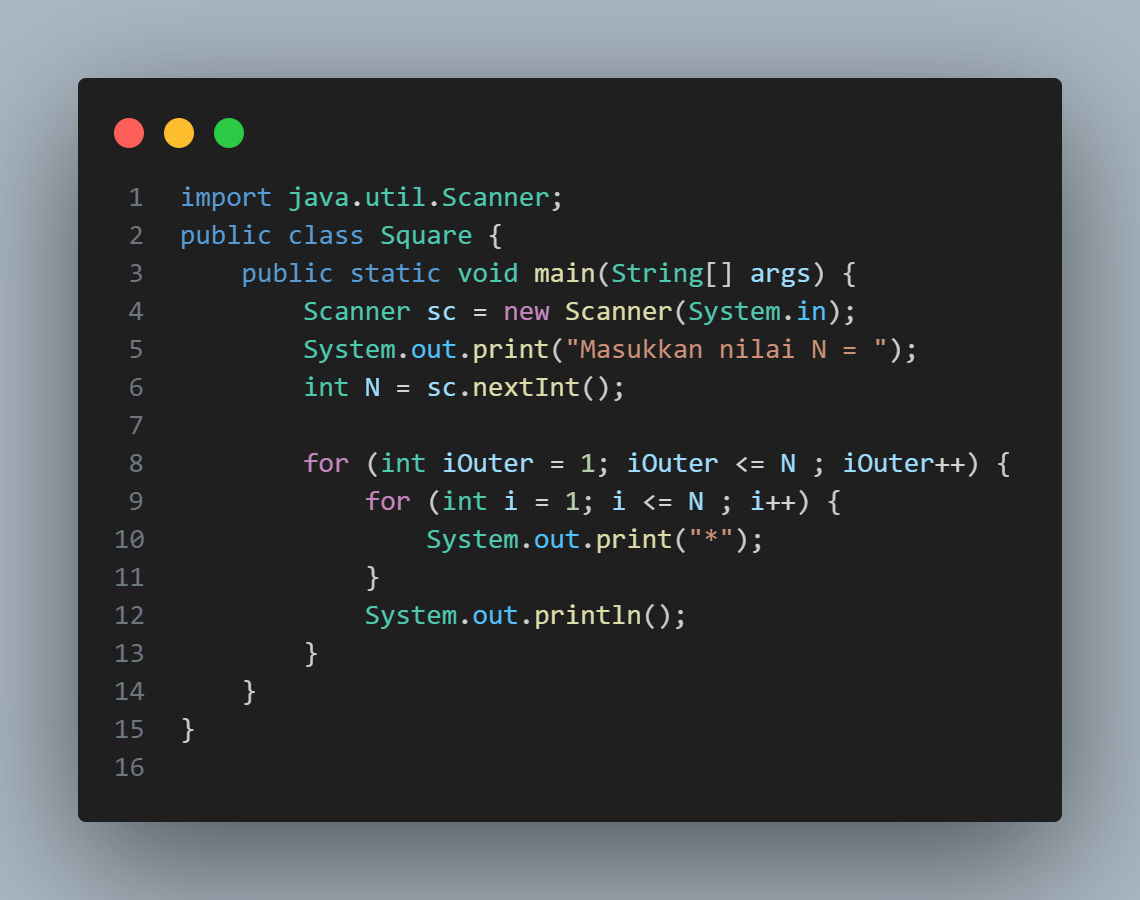 1 import java.util.Scanner;
2 public class Square {
3     public static void main(String[] args) {
4         Scanner sc = new Scanner(System.in);
5         System.out.print("Masukkan nilai N = ");
6         int N = sc.nextInt();
7
8         for (int iOuter = 1; iOuter <= N ; iOuter++) {
9             for (int i = 1; i <= N ; i++) {
10                 System.out.print("*");
11             }
12             System.out.println();
13         }
14     }
15 }
16